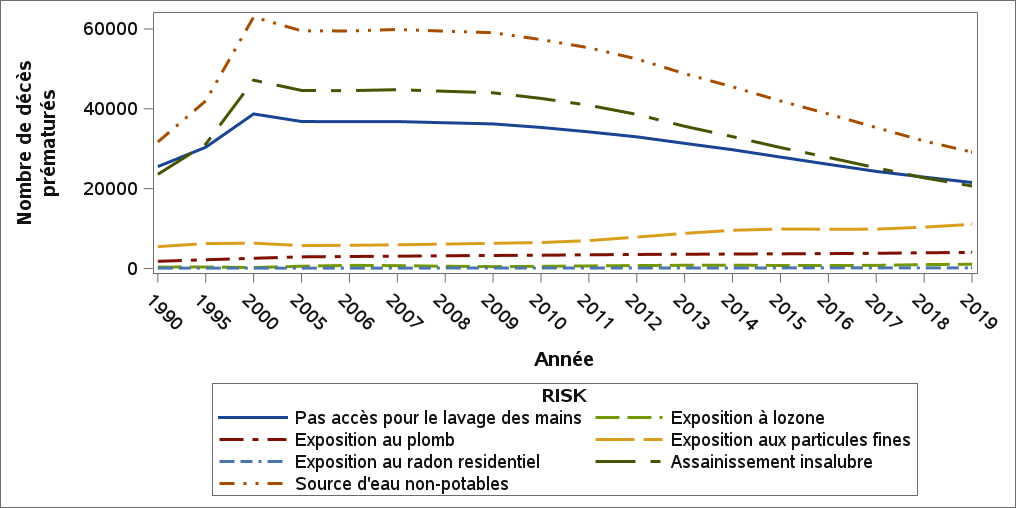 Nombre de décès
prématurés
60000
40000
20000
0
1990 1995 2000 2005 2006 2007 2008 2009 2010 2011 2012 2013 2014 2015 2016 2017 2018 2019
Année
RISK
Pas accès pour le lavage des mains Exposition à lozone
Exposition au plomb Exposition aux particules fines
Exposition au radon residentiel Assainissement insalubre
Source d'eau non-potables